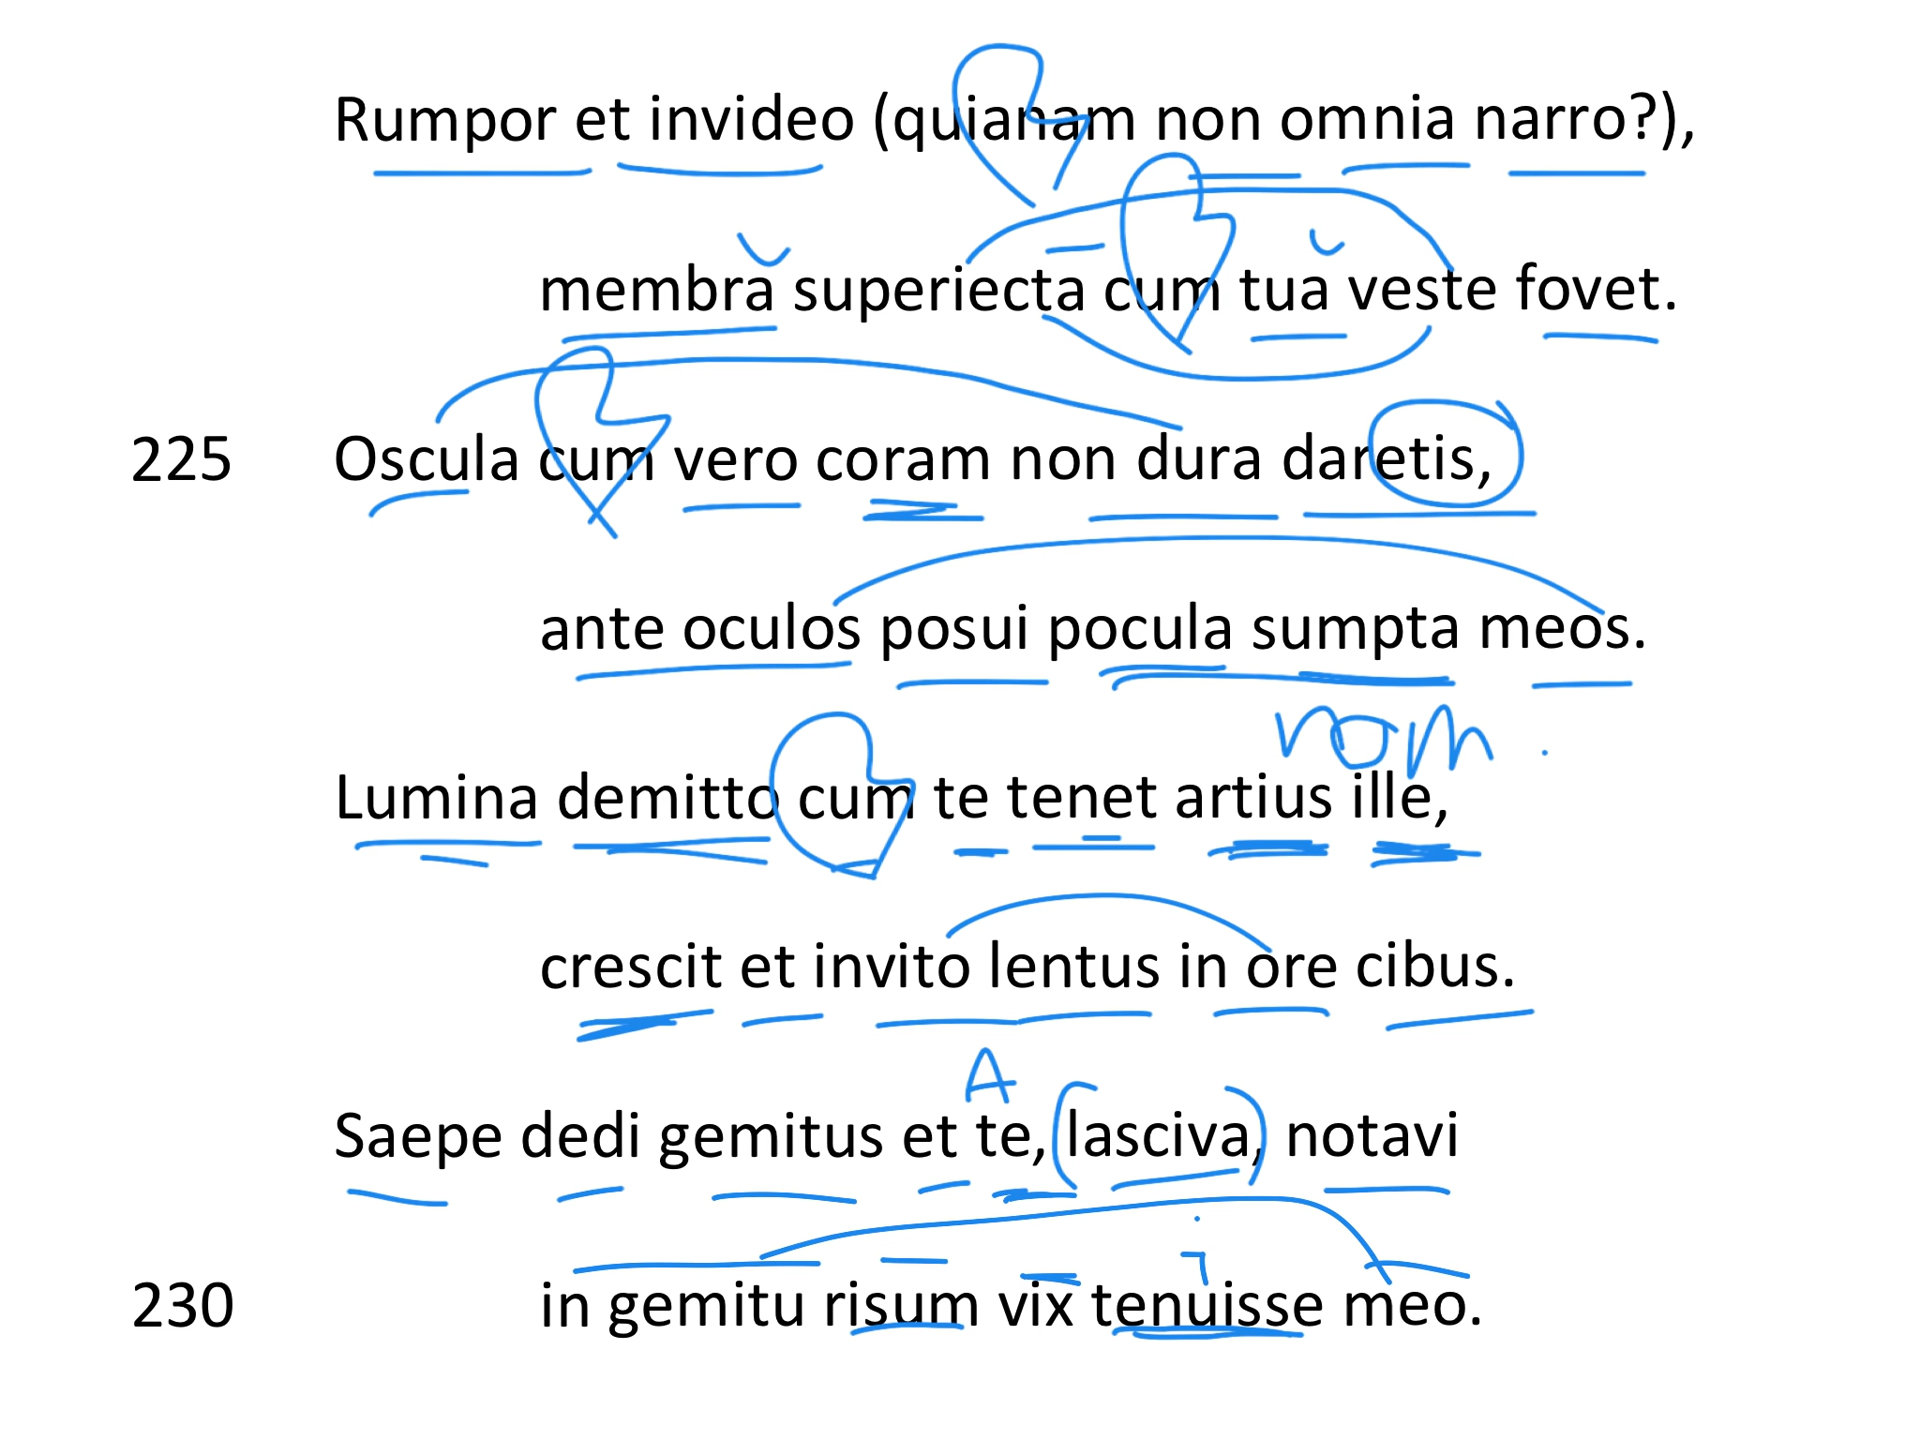 Rumpor et invideo (quianam non omnia narro?),
membra superiecta cum tua veste fovet.
225 Oscula cum vero coram non dura daretis,
ante oculos posui pocula sumpta meos.
nom.
Lumina demitto cum te tenet artius ille,
crescit et invito lentus in ore cibus.
A
Saepe dedi gemitus et te, (lasciva,) notavi
230 in gemitu risum vix tenuisse meo.